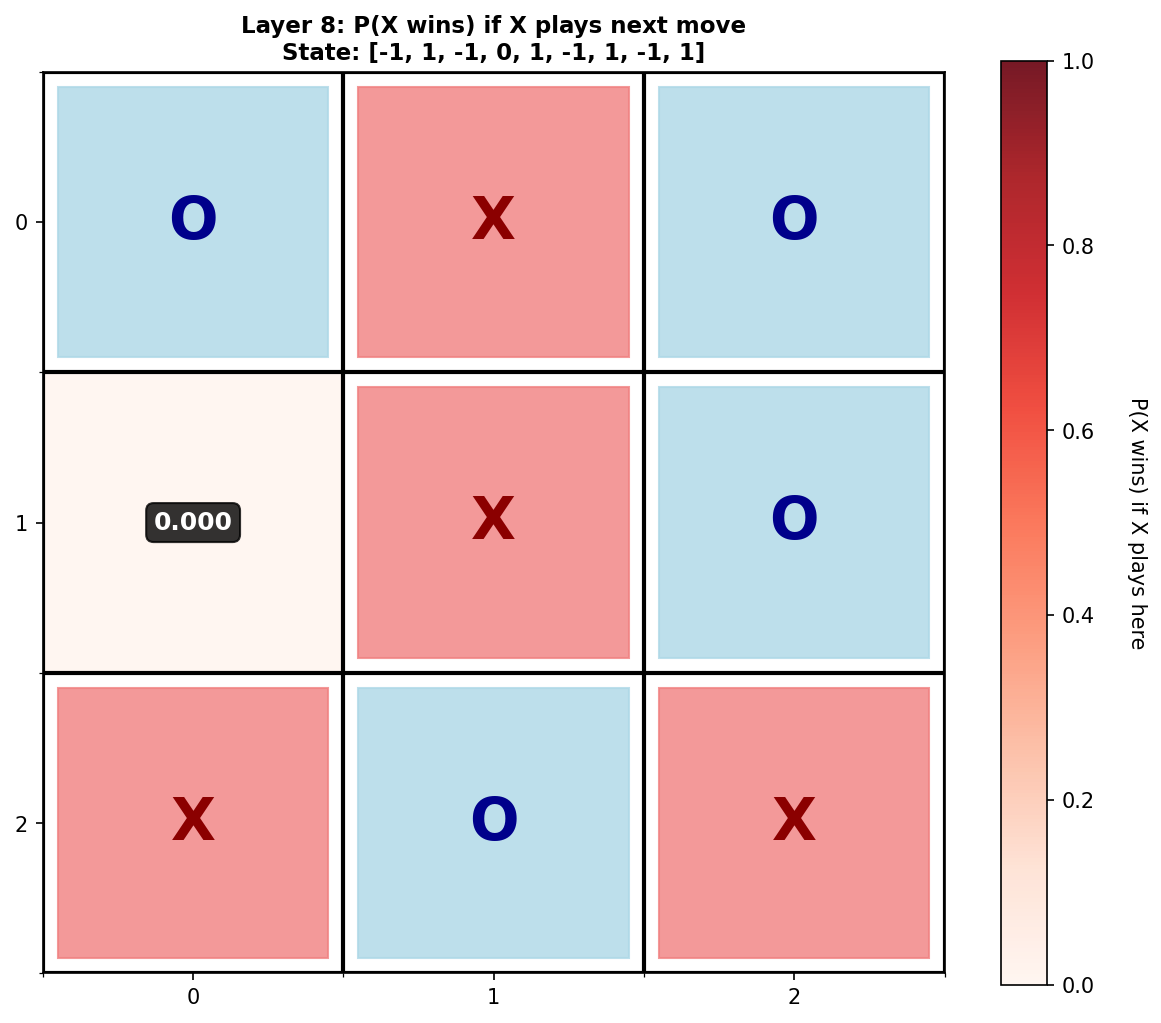 Layer 8: P(X wins) if X plays next move
State: [-1, 1, -1, 0, 1, -1, 1, -1, 1]
1.0
0.8
0.6
0.4
0.2
0.0
P(X wins) if X plays here
0
O
X
O
1
0.000
X
O
2
X
O
X
0
1
2